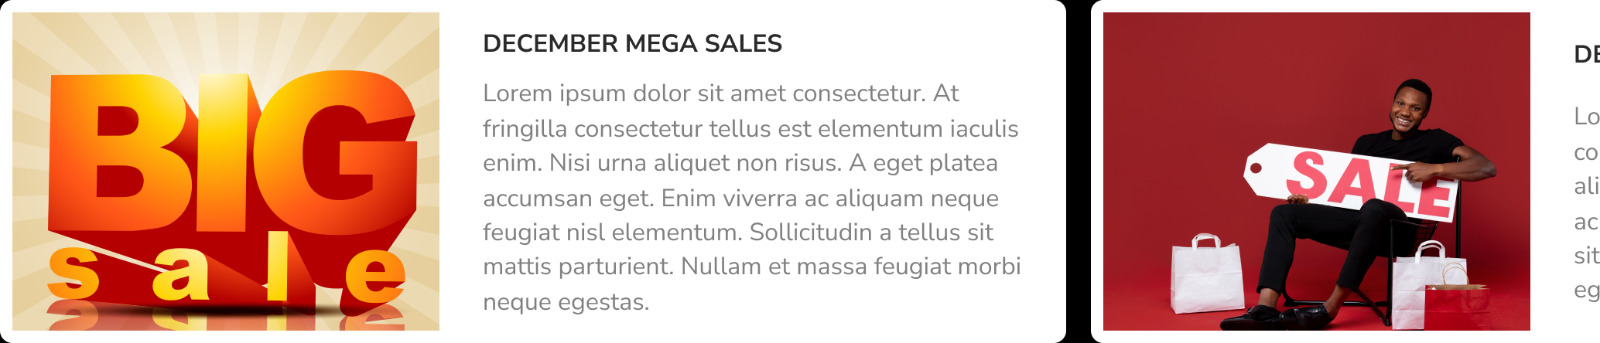 BIG
sale
DECEMBER MEGA SALES
Lorem ipsum dolor sit amet consectetur. At
fringilla consectetur tellus est elementum iaculis
enim. Nisi urna aliquet non risus. A eget platea
accumsan eget. Enim viverra ac aliquam neque
feugiat nisl elementum. Sollicitudin a tellus sit
mattis parturient. Nullam et massa feugiat morbi
neque egestas.
SALE